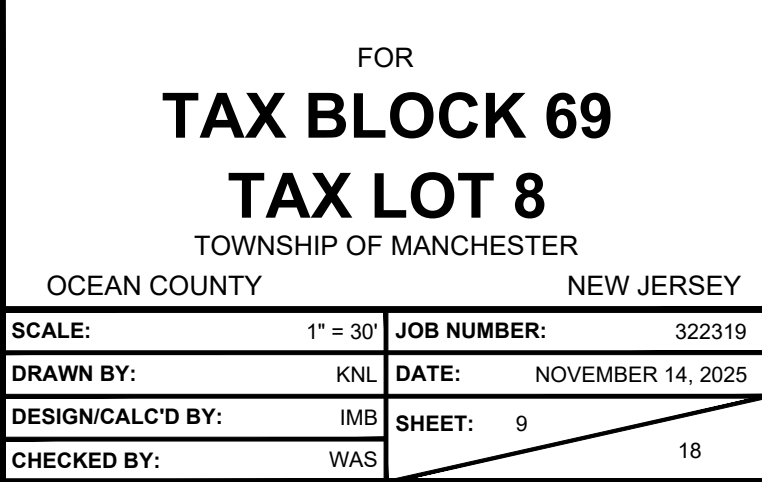 FOR
TAX BLOCK 69
TAX LOT 8
TOWNSHIP OF MANCHESTER
OCEAN COUNTY NEW JERSEY
SCALE: 1" = 30' JOB NUMBER: 322319
DRAWN BY: KNL DATE: NOVEMBER 14, 2025
DESIGN/CALC'D BY: IMB SHEET: 9
CHECKED BY: WAS 18